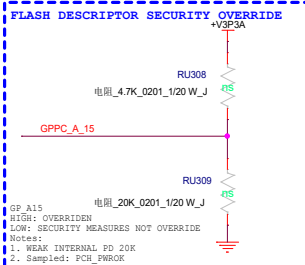 FLASH DESCRIPTOR SECURITY OVERRIDE
+V3P3A
RU308
电阻_4.7K_0201_1/20 W_J
ns
GPPC_A_15
RU309
电阻_20K_0201_1/20 W_J
ns
GP_A15
HIGH: OVERRIDEN
LOW: SECURITY MEASURES NOT OVERRIDE
Notes:
1. WEAK INTERNAL PD 20K
2. Sampled: PCH_PWROK